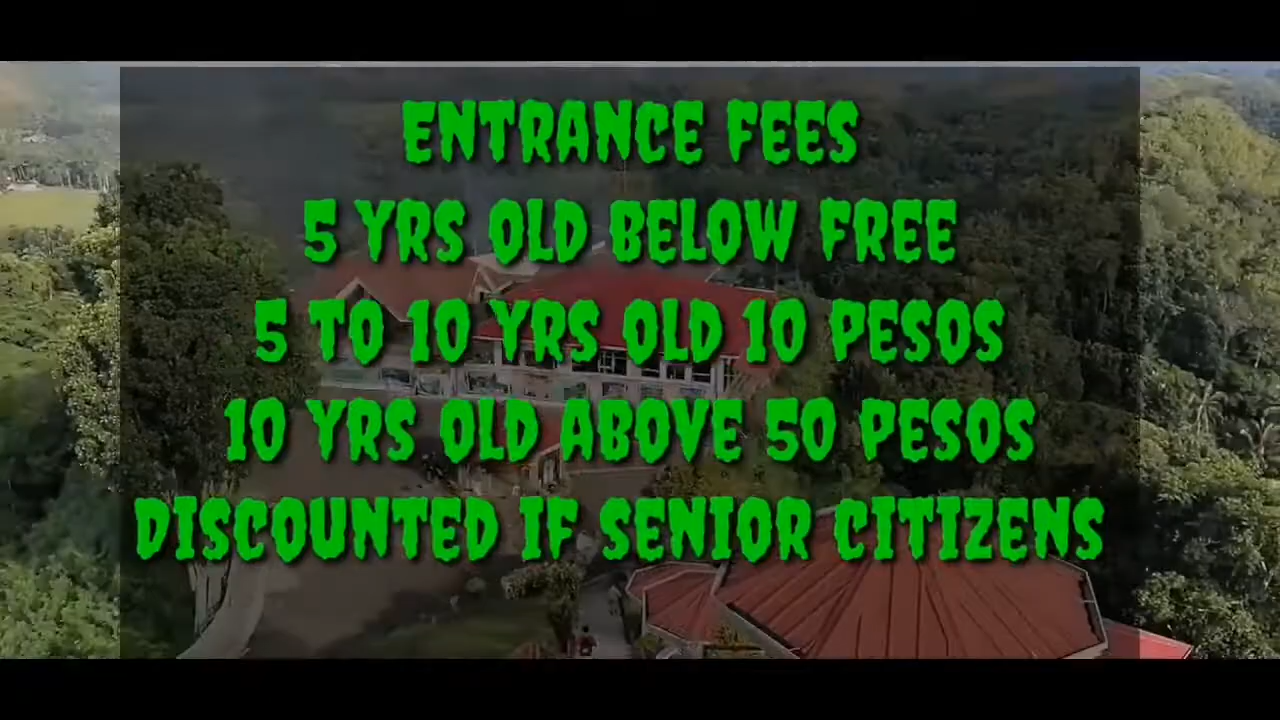 ENTRANCE FEES
5 YRS OLD BELOW FREE
5 TO 10 YRS OLD 10 PESOS
10 YRS OLD ABOVE 50 PESOS
DISCOUNTED IF SENIOR CITIZENS